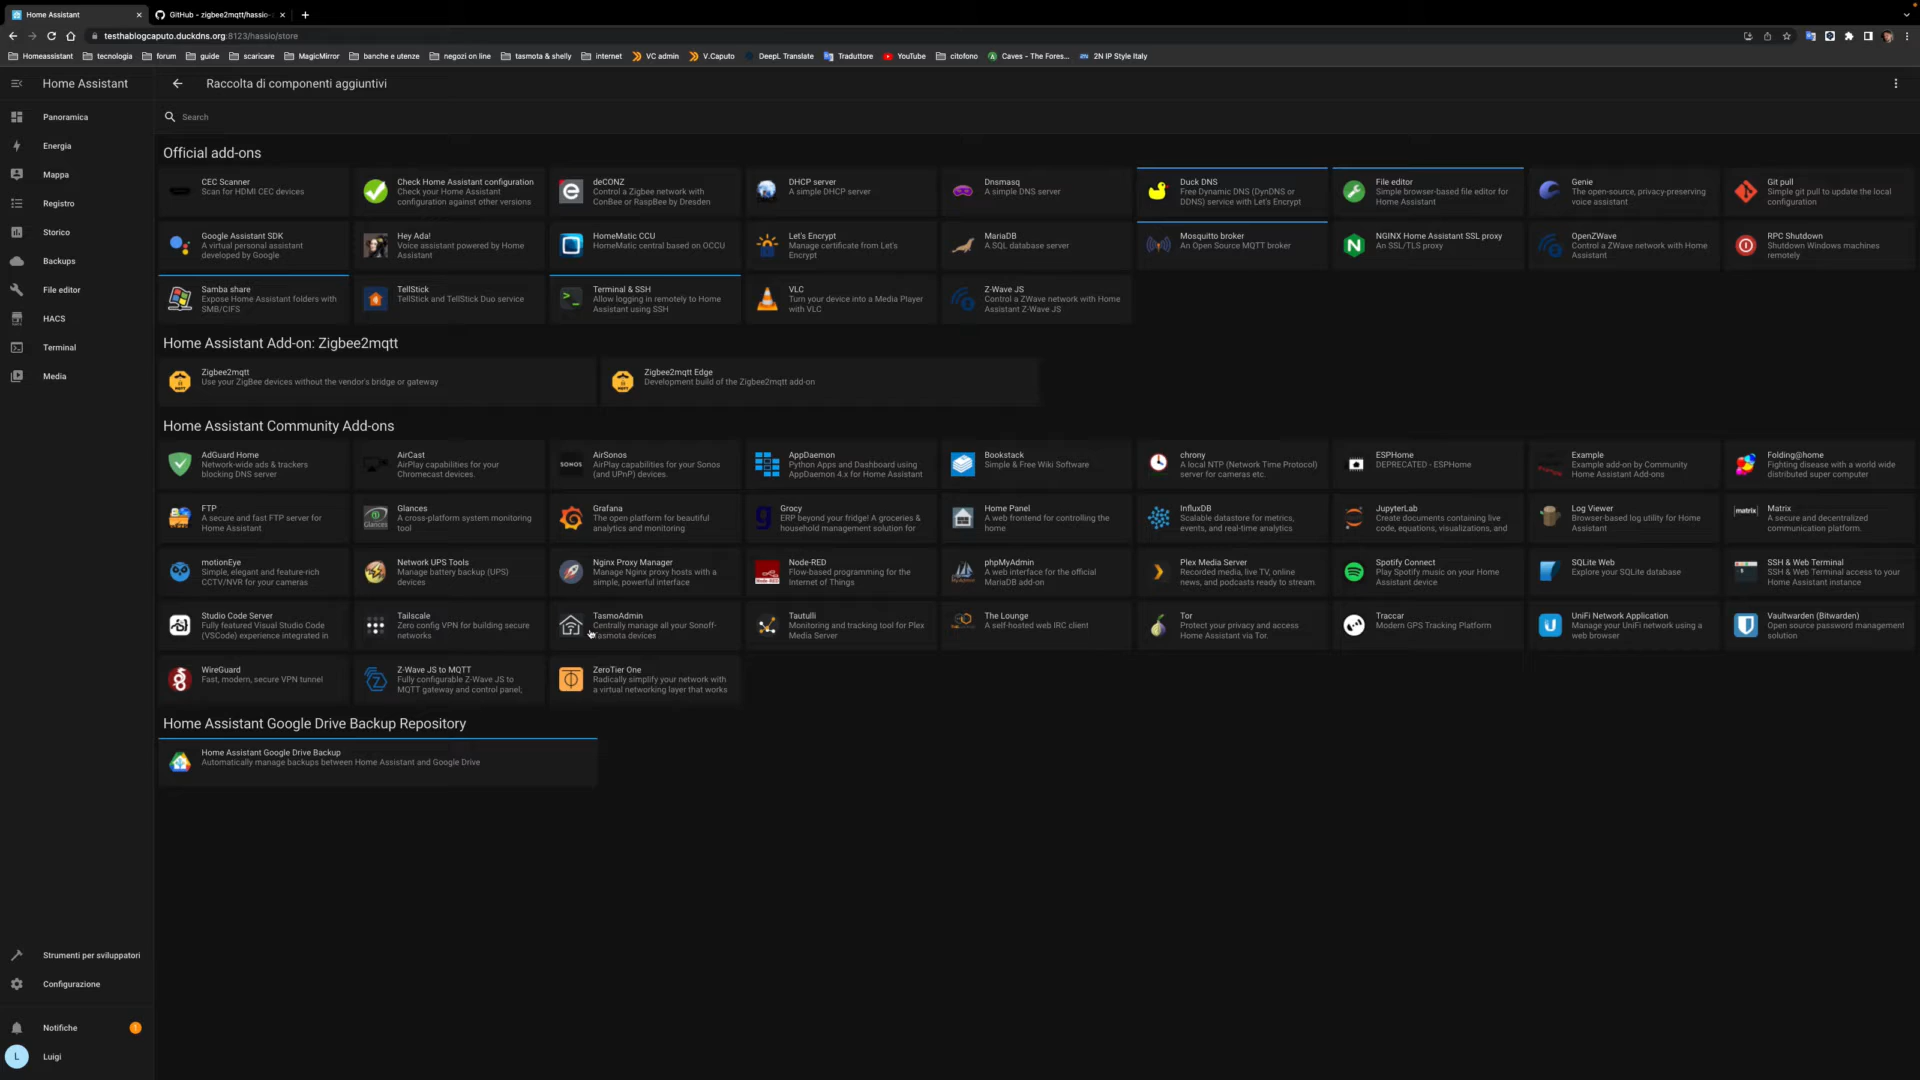 Home Assistant
GitHub - zigbee2mqtt/hassio-
testhablogcaputo.duckdns.org:8123/hassio/store
Homeassistant
tecnologia
forum
guide
scaricare
MagicMirror
banche e utenze
negozi on line
tasmota & shelly
internet
VC admin
V.Caputo
DeepL Translate
Traduttore
YouTube
citofono
Caves - The Fores...
2N IP Style Italy
Home Assistant
Raccolta di componenti aggiuntivi
Search
Panoramica
Energia
Mappa
Registro
Storico
Backups
File editor
HACS
Terminal
Media
Strumenti per sviluppatori
Configurazione
Notifiche
1
L
Luigi
Official add-ons
CEC Scanner
Scan for HDMI CEC devices
Check Home Assistant configuration
Check your Home Assistant
configuration against other versions
deCONZ
Control a Zigbee network with
ConBee or RaspBee by Dresden
DHCP server
A simple DHCP server
Dnsmasq
A simple DNS server
Duck DNS
Free Dynamic DNS (DynDNS or
DDNS) service with Let's Encrypt
File editor
Simple browser-based file editor for
Home Assistant
Genie
The open-source, privacy-preserving
voice assistant
Git pull
Simple git pull to update the local
configuration
Google Assistant SDK
A virtual personal assistant
developed by Google
Hey Ada!
Voice assistant powered by Home
Assistant
HomeMatic CCU
HomeMatic central based on OCCU
Let's Encrypt
Manage certificate from Let's
Encrypt
MariaDB
A SQL database server
Mosquitto broker
An Open Source MQTT broker
NGINX Home Assistant SSL proxy
An SSL/TLS proxy
OpenZWave
Control a ZWave network with Home
Assistant
RPC Shutdown
Shutdown Windows machines
remotely
Samba share
Expose Home Assistant folders with
SMB/CIFS
TellStick
TellStick and TellStick Duo service
Terminal & SSH
Allow logging in remotely to Home
Assistant using SSH
VLC
Turn your device into a Media Player
with VLC
Z-Wave JS
Control a ZWave network with Home
Assistant Z-Wave JS
Home Assistant Add-on: Zigbee2mqtt
Zigbee2mqtt
Use your ZigBee devices without the vendor's bridge or gateway
Zigbee2mqtt Edge
Development build of the Zigbee2mqtt add-on
Home Assistant Community Add-ons
AdGuard Home
Network-wide ads & trackers
blocking DNS server
AirCast
AirPlay capabilities for your
Chromecast devices.
SONOS
AirSonos
AirPlay capabilities for your Sonos
(and UPnP) devices.
AppDaemon
Python Apps and Dashboard using
AppDaemon 4.x for Home Assistant
Bookstack
Simple & Free Wiki Software
chrony
A local NTP (Network Time Protocol)
server for cameras etc.
ESPHome
DEPRECATED - ESPHome
Example
Example add-on by Community
Home Assistant Add-ons
Folding@home
Fighting disease with a world wide
distributed super computer
FTP
A secure and fast FTP server for
Home Assistant
Glances
Glances
A cross-platform system monitoring
tool
Grafana
The open platform for beautiful
analytics and monitoring
Grocy
ERP beyond your fridge! A groceries &
household management solution for
Home Panel
A web frontend for controlling the
home
InfluxDB
Scalable datastore for metrics,
events, and real-time analytics
JupyterLab
Create documents containing live
code, equations, visualizations, and
Log Viewer
Browser-based log utility for Home
Assistant
matrix
Matrix
A secure and decentralized
communication platform.
motionEye
Simple, elegant and feature-rich
CCTV/NVR for your cameras
Network UPS Tools
Manage battery backup (UPS)
devices
Nginx Proxy Manager
Manage Nginx proxy hosts with a
simple, powerful interface
Node-RED
Node-RED
Flow-based programming for the
Internet of Things
phpMyAdmin
A web interface for the official
MariaDB add-on
Plex Media Server
Recorded media, live TV, online
news, and podcasts ready to stream
Spotify Connect
Play Spotify music on your Home
Assistant device
SQLite Web
Explore your SQLite database
SSH & Web Terminal
SSH & Web Terminal access to your
Home Assistant instance
Studio Code Server
Fully featured Visual Studio Code
(VSCode) experience integrated in
Tailscale
Zero config VPN for building secure
networks
TasmoAdmin
Centrally manage all your Sonoff-
Tasmota devices
Tautulli
Monitoring and tracking tool for Plex
Media Server
The Lounge
A self-hosted web IRC client
Tor
Protect your privacy and access
Home Assistant via Tor.
Traccar
Modern GPS Tracking Platform
UniFi Network Application
Manage your UniFi network using a
web browser
Vaultwarden (Bitwarden)
Open source password management
solution
WireGuard
Fast, modern, secure VPN tunnel
Z-Wave JS to MQTT
Fully configurable Z-Wave JS to
MQTT gateway and control panel;
ZeroTier One
Radically simplify your network with
a virtual networking layer that works
Home Assistant Google Drive Backup Repository
Home Assistant Google Drive Backup
Automatically manage backups between Home Assistant and Google Drive